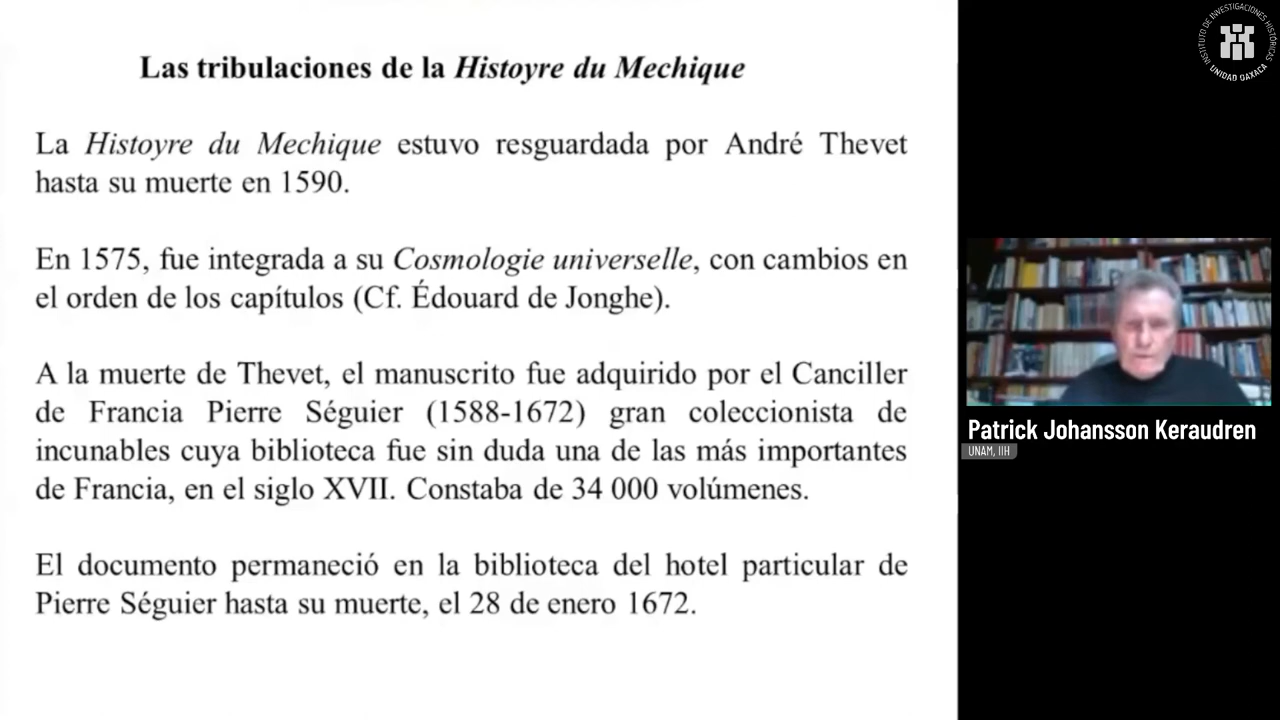 Las tribulaciones de la Histoyre du Mechique
La Histoyre du Mechique estuvo resguardada por André Thevet
hasta su muerte en 1590.
En 1575, fue integrada a su Cosmologie universelle, con cambios en
el orden de los capítulos (Cf. Édouard de Jonghe).
A la muerte de Thevet, el manuscrito fue adquirido por el Canciller
de Francia Pierre Séguier (1588-1672) gran coleccionista de
incunables cuya biblioteca fue sin duda una de las más importantes
de Francia, en el siglo XVII. Constaba de 34 000 volúmenes.
El documento permaneció en la biblioteca del hotel particular de
Pierre Séguier hasta su muerte, el 28 de enero 1672.
INSTITUTO DE INVESTIGACIONES HISTÓRICAS
UNIDAD OAXACA
Patrick Johansson Keraudren
UNAM, IIH